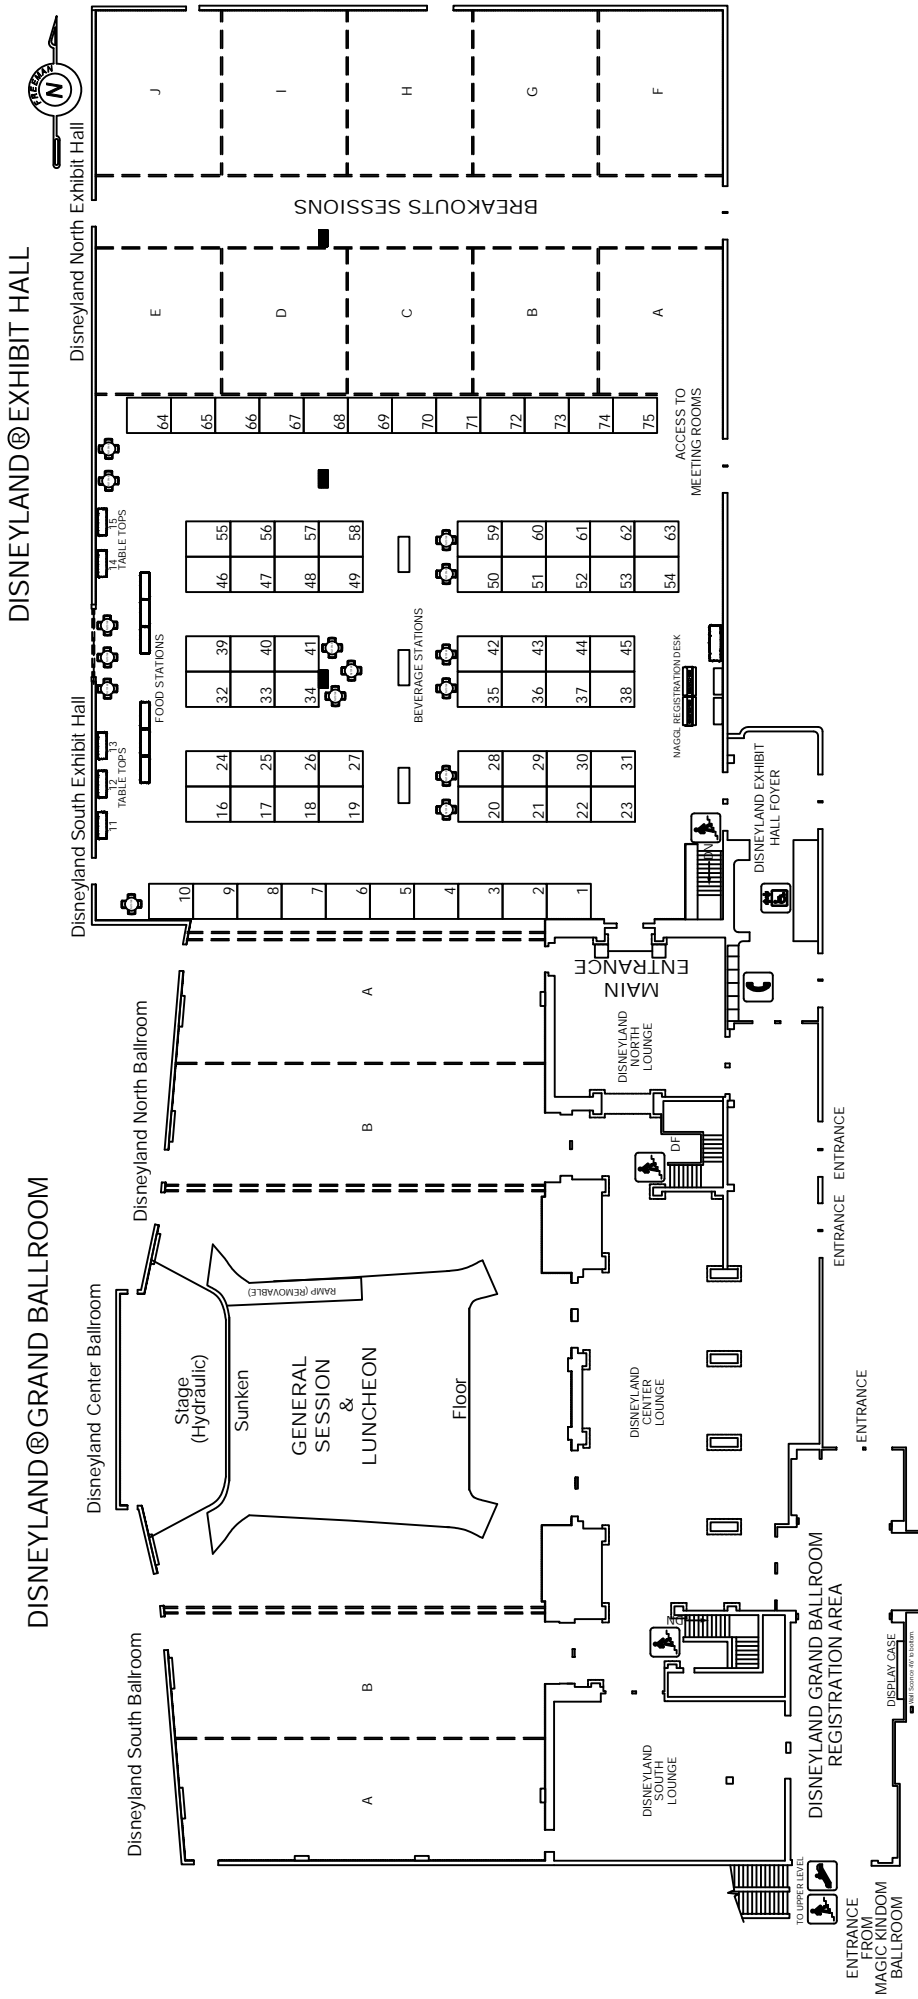 DISNEYLAND® EXHIBIT HALL
FREEMAN
N
Disneyland North Exhibit Hall
J
I
H
G
F
BREAKOUTS SESSIONS
E
D
C
B
A
64
65
66
67
68
69
70
71
72
73
74
75
ACCESS TO
MEETING ROOMS
15
14
TABLE TOPS
55
56
57
58
46
47
48
49
59
60
61
62
63
50
51
52
53
54
FOOD STATIONS
BEVERAGE STATIONS
39
40
41
32
33
34
42
43
44
45
35
36
37
38
NAGGL REGISTRATION DESK
Disneyland South Exhibit Hall
13
12
11
TABLE TOPS
24
25
26
27
16
17
18
19
28
29
30
31
20
21
22
23
10
9
8
7
6
5
4
3
2
1
DN
DISNEYLAND EXHIBIT
HALL FOYER
MAIN
ENTRANCE
DISNEYLAND® GRAND BALLROOM
Disneyland North Ballroom
A
B
DISNEYLAND
NORTH
LOUNGE
DF
ENTRANCE
ENTRANCE
Disneyland Center Ballroom
Stage
(Hydraulic)
Sunken
RAMP (REMOVABLE)
GENERAL
SESSION
&
LUNCHEON
Floor
DISNEYLAND
CENTER
LOUNGE
ENTRANCE
Disneyland South Ballroom
B
A
DN
DISNEYLAND
SOUTH
LOUNGE
DISNEYLAND GRAND BALLROOM
REGISTRATION AREA
DISPLAY CASE
TO UPPER LEVEL
ENTRANCE
FROM
MAGIC KINDOM
BALLROOM